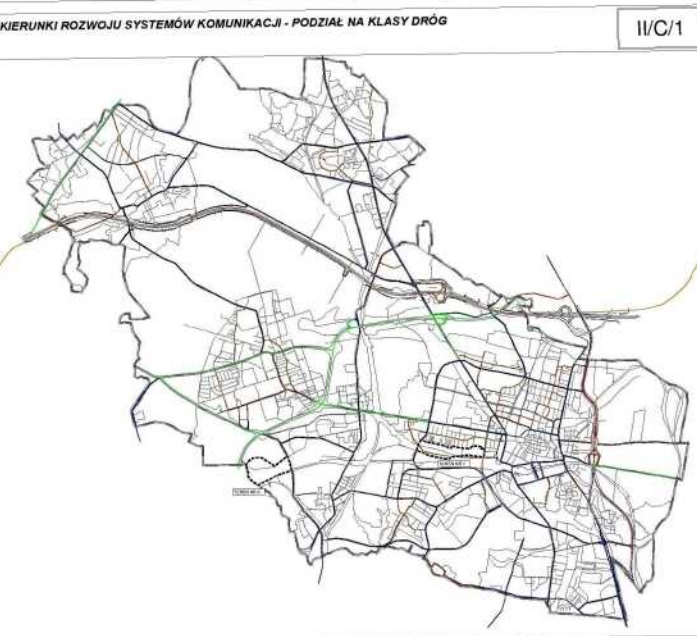 KIERUNKI ROZWOJU SYSTEMÓW KOMUNIKACJI - PODZIAŁ NA KLASY DRÓG
II/C/1